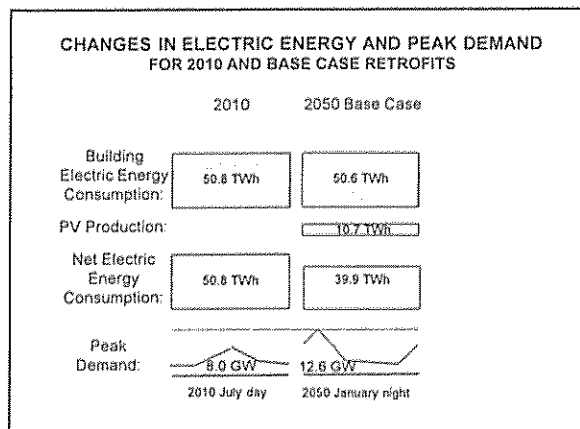 CHANGES IN ELECTRIC ENERGY AND PEAK DEMAND
FOR 2010 AND BASE CASE RETROFITS
2010 2050 Base Case
Building
Electric Energy
Consumption:
50.8 TWh 50.6 TWh
PV Production: 10.7 TWh
Net Electric
Energy
Consumption:
50.8 TWh 39.9 TWh
Peak
Demand:
8.0 GW 12.6 GW
2010 July day 2050 January night